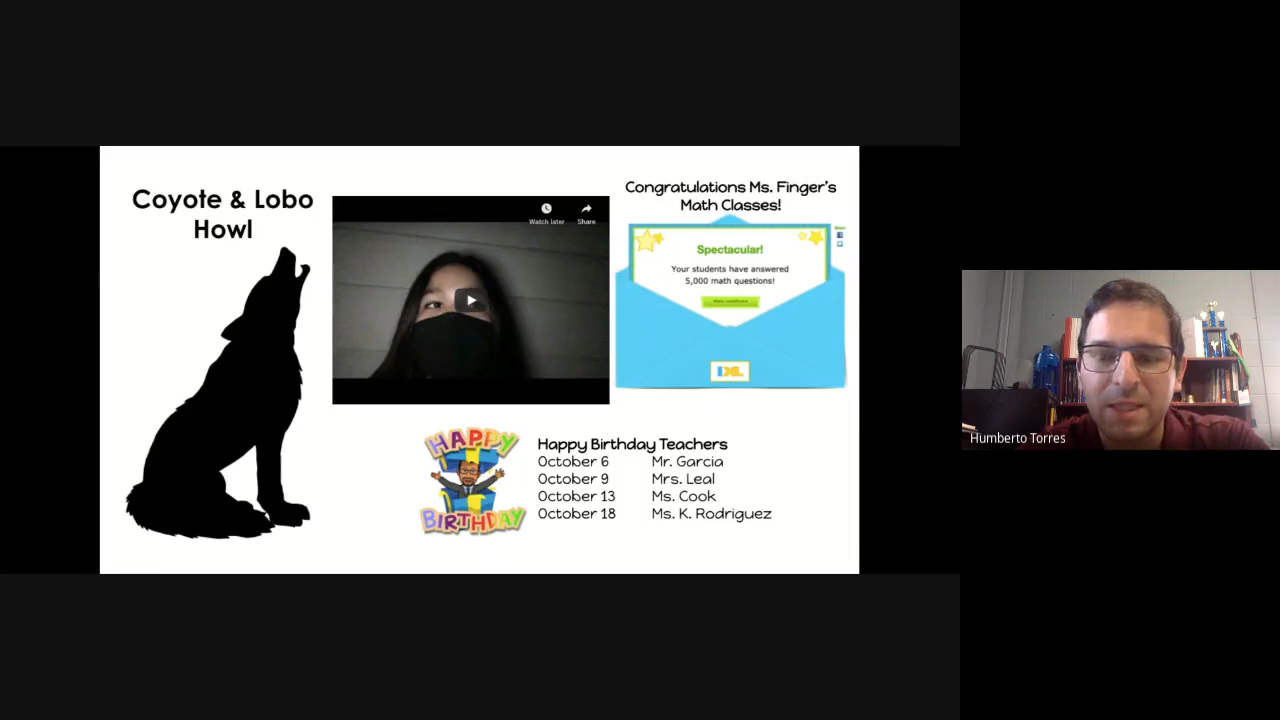 Coyote & Lobo
Howl
Watch later
Share
Congratulations Ms. Finger's
Math Classes!
Spectacular!
Your students have answered
5,000 math questions!
IXL
HAPPY
BIRTHDAY
Happy Birthday Teachers
October 6 Mr. Garcia
October 9 Mrs. Leal
October 13 Ms. Cook
October 18 Ms. K. Rodriguez
Humberto Torres